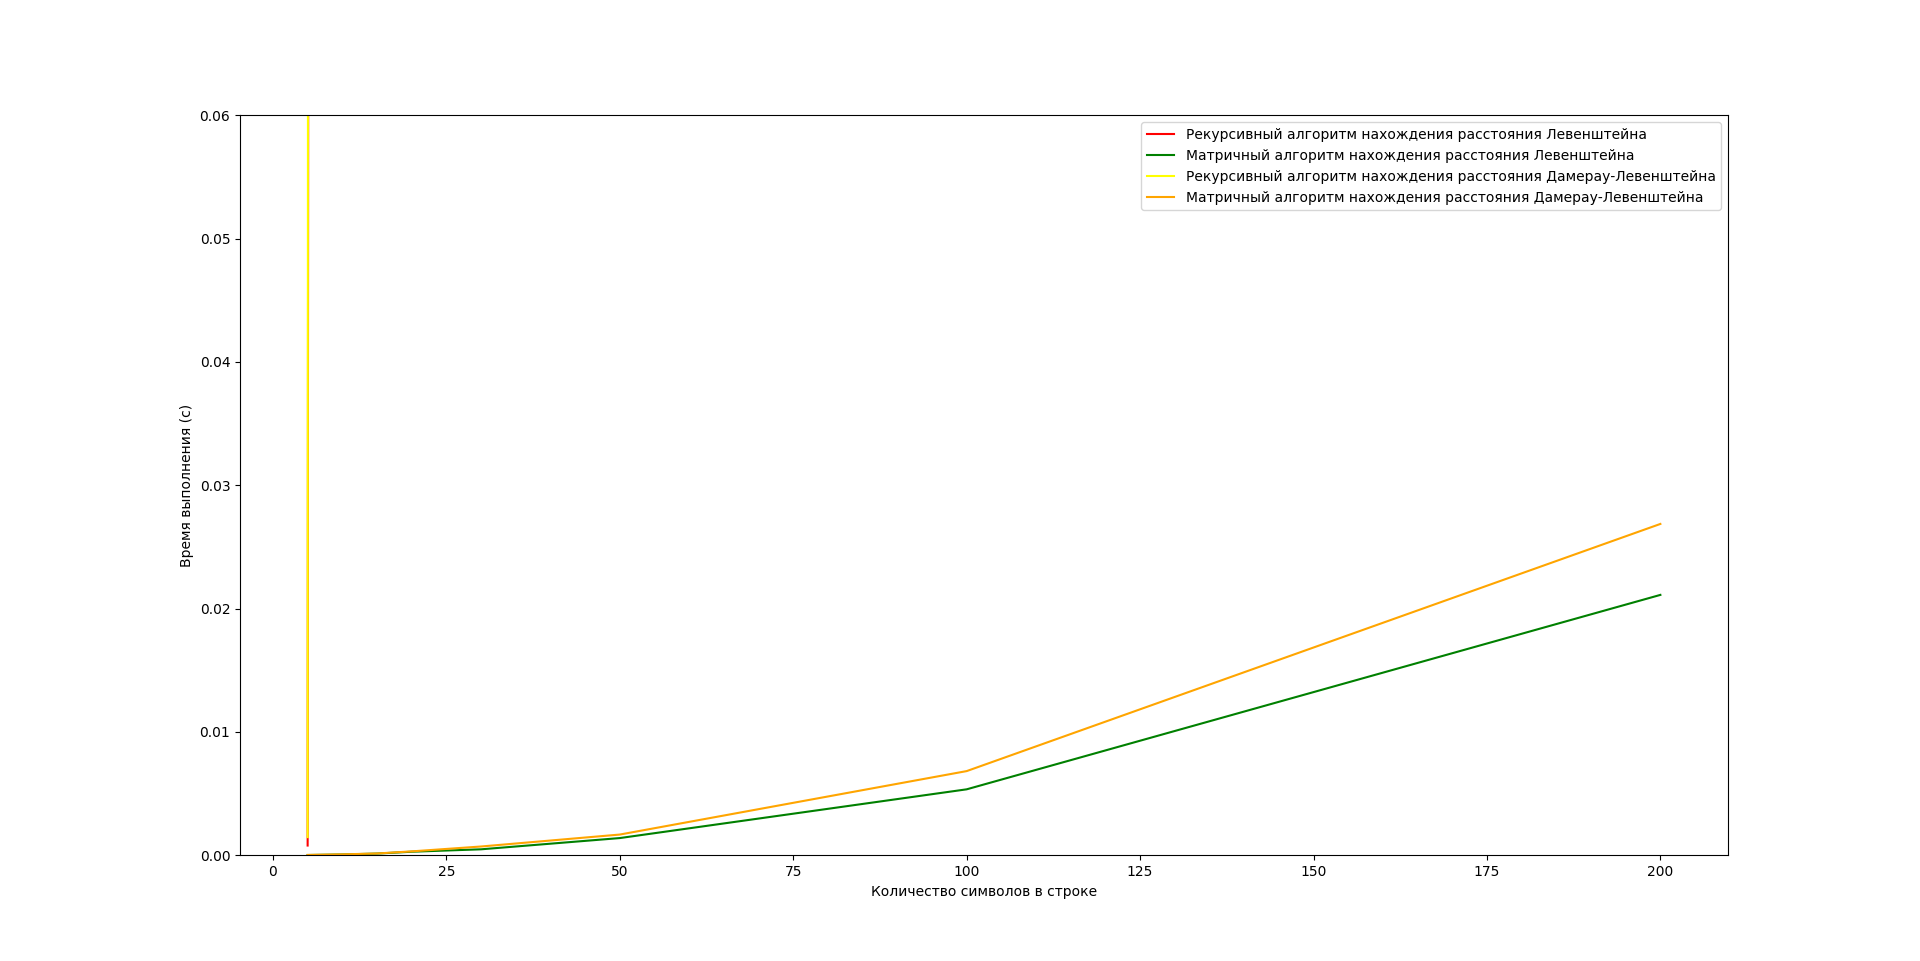 0.06
0.05
0.04
0.03
0.02
0.01
0.00
Время выполнения (с)
Рекурсивный алгоритм нахождения расстояния Левенштейна
Матричный алгоритм нахождения расстояния Левенштейна
Рекурсивный алгоритм нахождения расстояния Дамерау-Левенштейна
Матричный алгоритм нахождения расстояния Дамерау-Левенштейна
0 25 50 75 100 125 150 175 200
Количество символов в строке